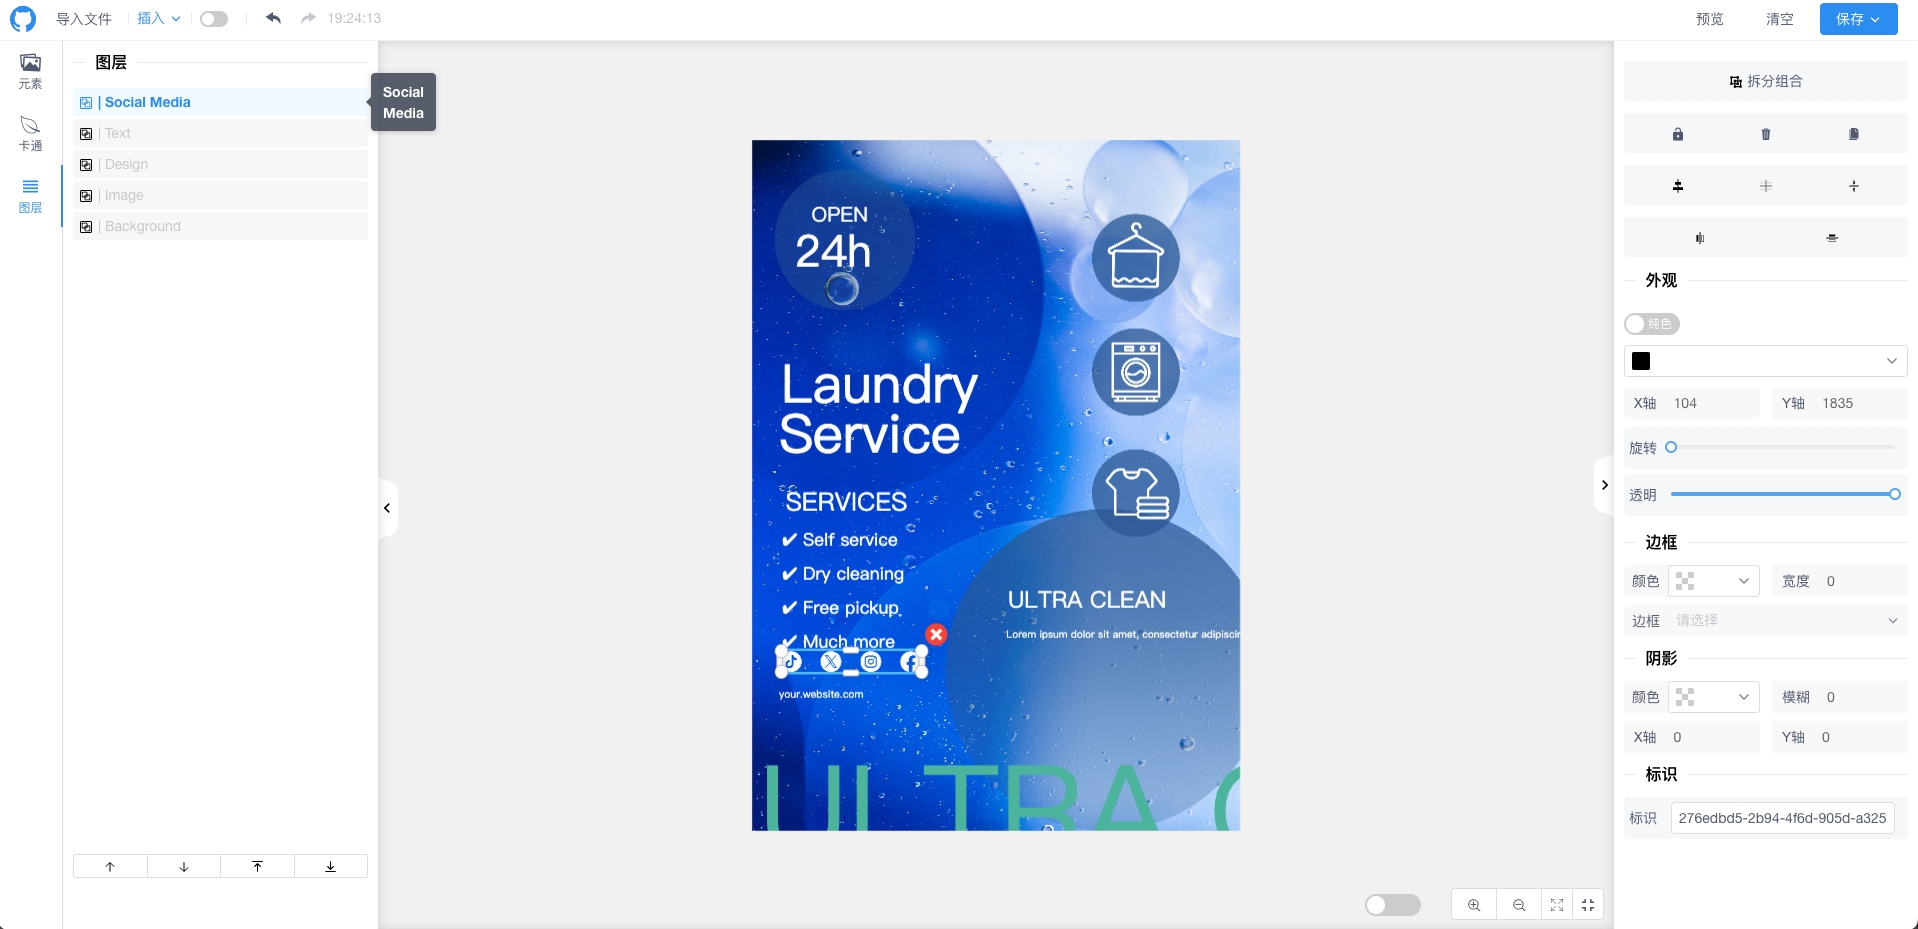 导入文件
插入
19:24:13
预览
清空
保存
元素
卡通
图层
图层
| Social Media
| Text
| Design
| Image
| Background
Social
Media
OPEN
24h
Laundry
Service
SERVICES
✔ Self service
✔ Dry cleaning
✔ Free pickup
✔ Much more
your.website.com
ULTRA CLEAN
Lorem ipsum dolor sit amet, consectetur adipiscin
ULTRA C
拆分组合
外观
纯色
X轴 104
Y轴 1835
旋转
透明
边框
颜色
宽度 0
边框 请选择
阴影
颜色
模糊 0
X轴 0
Y轴 0
标识
标识 276edbd5-2b94-4f6d-905d-a325